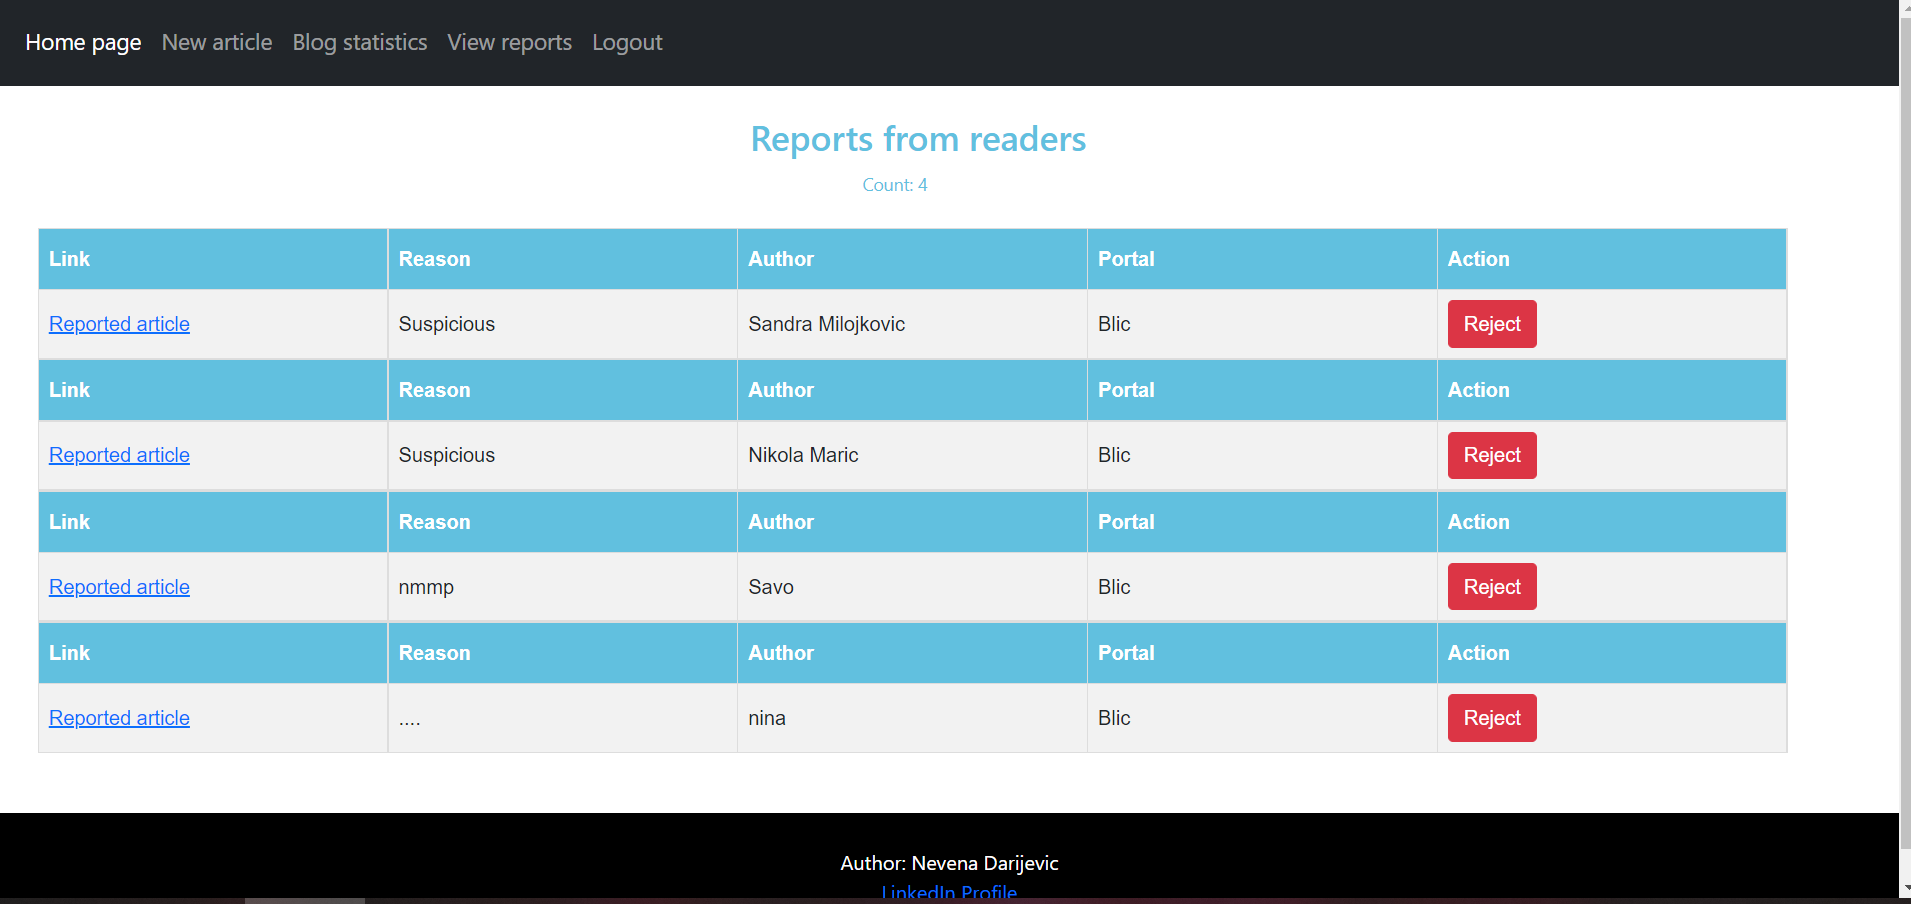 Home page New article Blog statistics View reports Logout
Reports from readers
Count: 4
Link Reason Author Portal Action
Reported article Suspicious Sandra Milojkovic Blic Reject
Link Reason Author Portal Action
Reported article Suspicious Nikola Maric Blic Reject
Link Reason Author Portal Action
Reported article nmmp Savo Blic Reject
Link Reason Author Portal Action
Reported article .... nina Blic Reject
Author: Nevena Darijevic
LinkedIn Profile